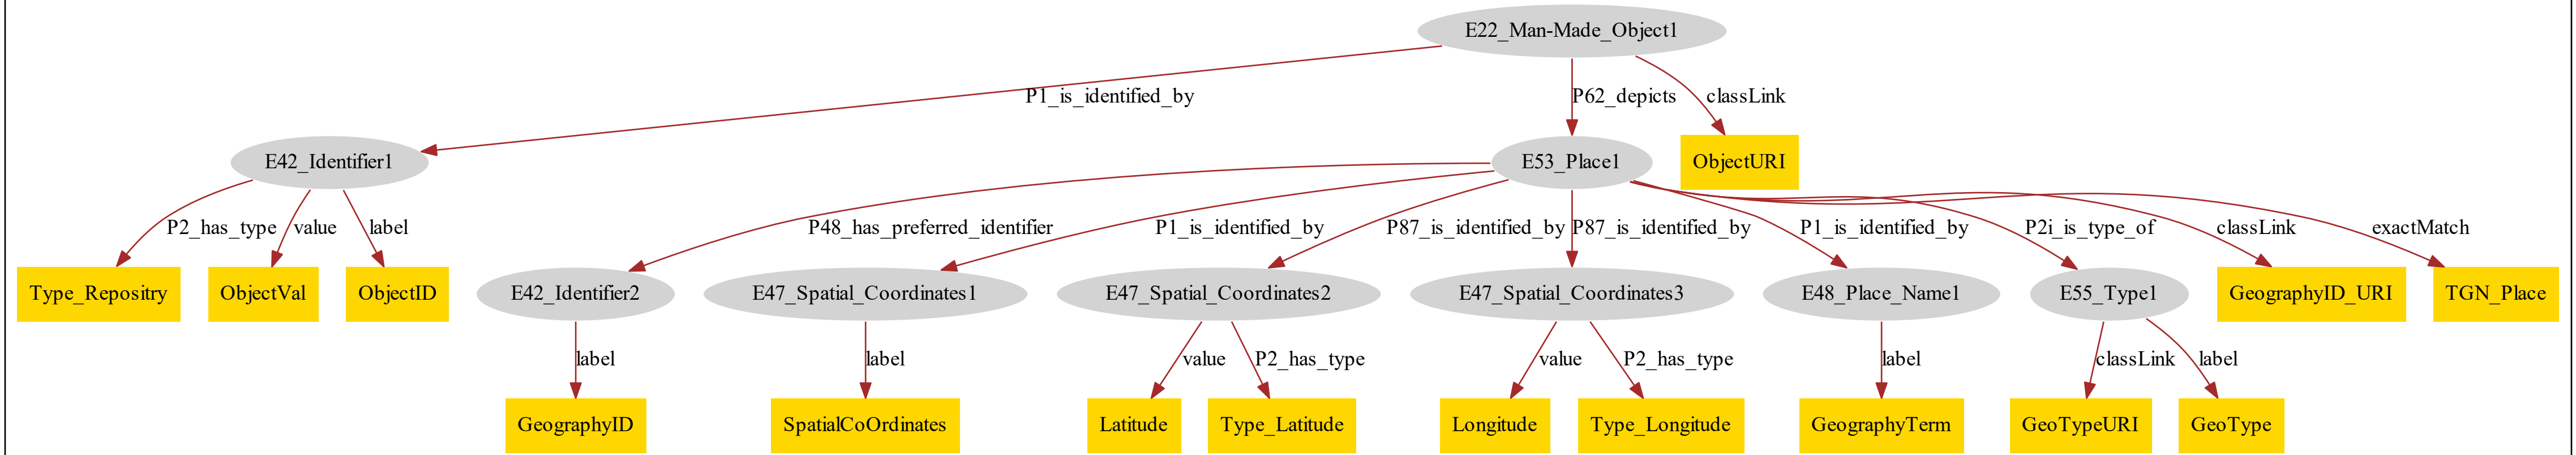 E22_Man-Made_Object1
P1_is_identified_by
P62_depicts
classLink
E42_Identifier1
E53_Place1
ObjectURI
P2_has_type
value
label
P48_has_preferred_identifier
P1_is_identified_by
P87_is_identified_by
P87_is_identified_by
P1_is_identified_by
P2i_is_type_of
classLink
exactMatch
Type_Repositry
ObjectVal
ObjectID
E42_Identifier2
E47_Spatial_Coordinates1
E47_Spatial_Coordinates2
E47_Spatial_Coordinates3
E48_Place_Name1
E55_Type1
GeographyID_URI
TGN_Place
label
label
value
P2_has_type
value
P2_has_type
label
classLink
label
GeographyID
SpatialCoOrdinates
Latitude
Type_Latitude
Longitude
Type_Longitude
GeographyTerm
GeoTypeURI
GeoType